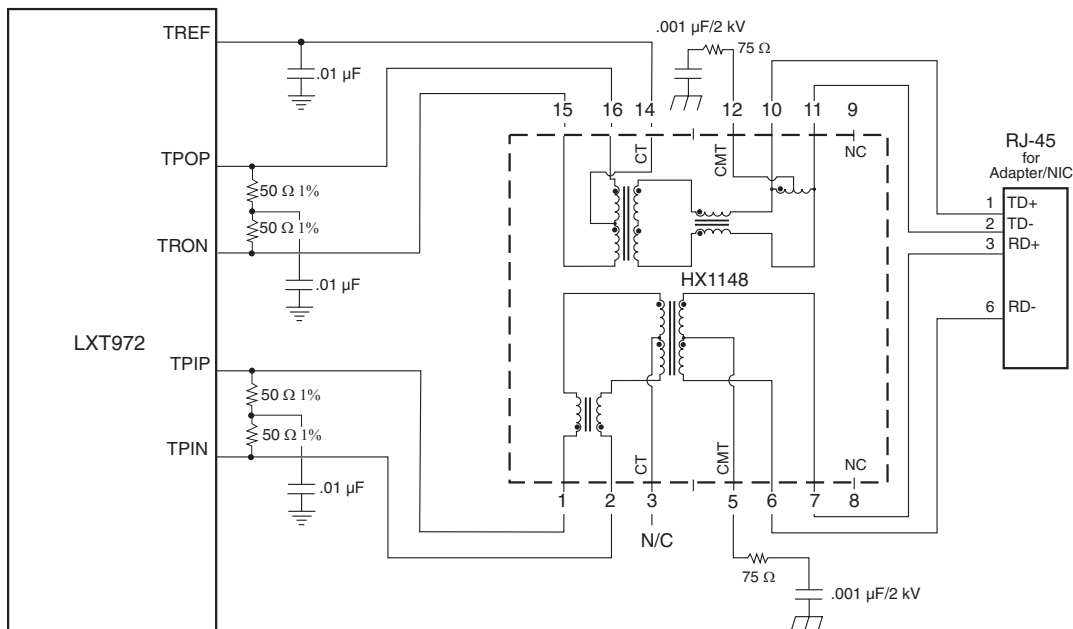 TREF
.01 µF
.001 µF/2 kV
75 Ω
15
16
14
12
10
11
9
CT
CMT
NC
RJ-45
for
Adapter/NIC
TPOP
50 Ω 1%
50 Ω 1%
TRON
.01 µF
1 TD+
2 TD-
3 RD+
6 RD-
HX1148
LXT972
TPIP
50 Ω 1%
50 Ω 1%
TPIN
.01 µF
CT
CMT
NC
1
2
3
5
6
7
8
N/C
75 Ω
.001 µF/2 kV